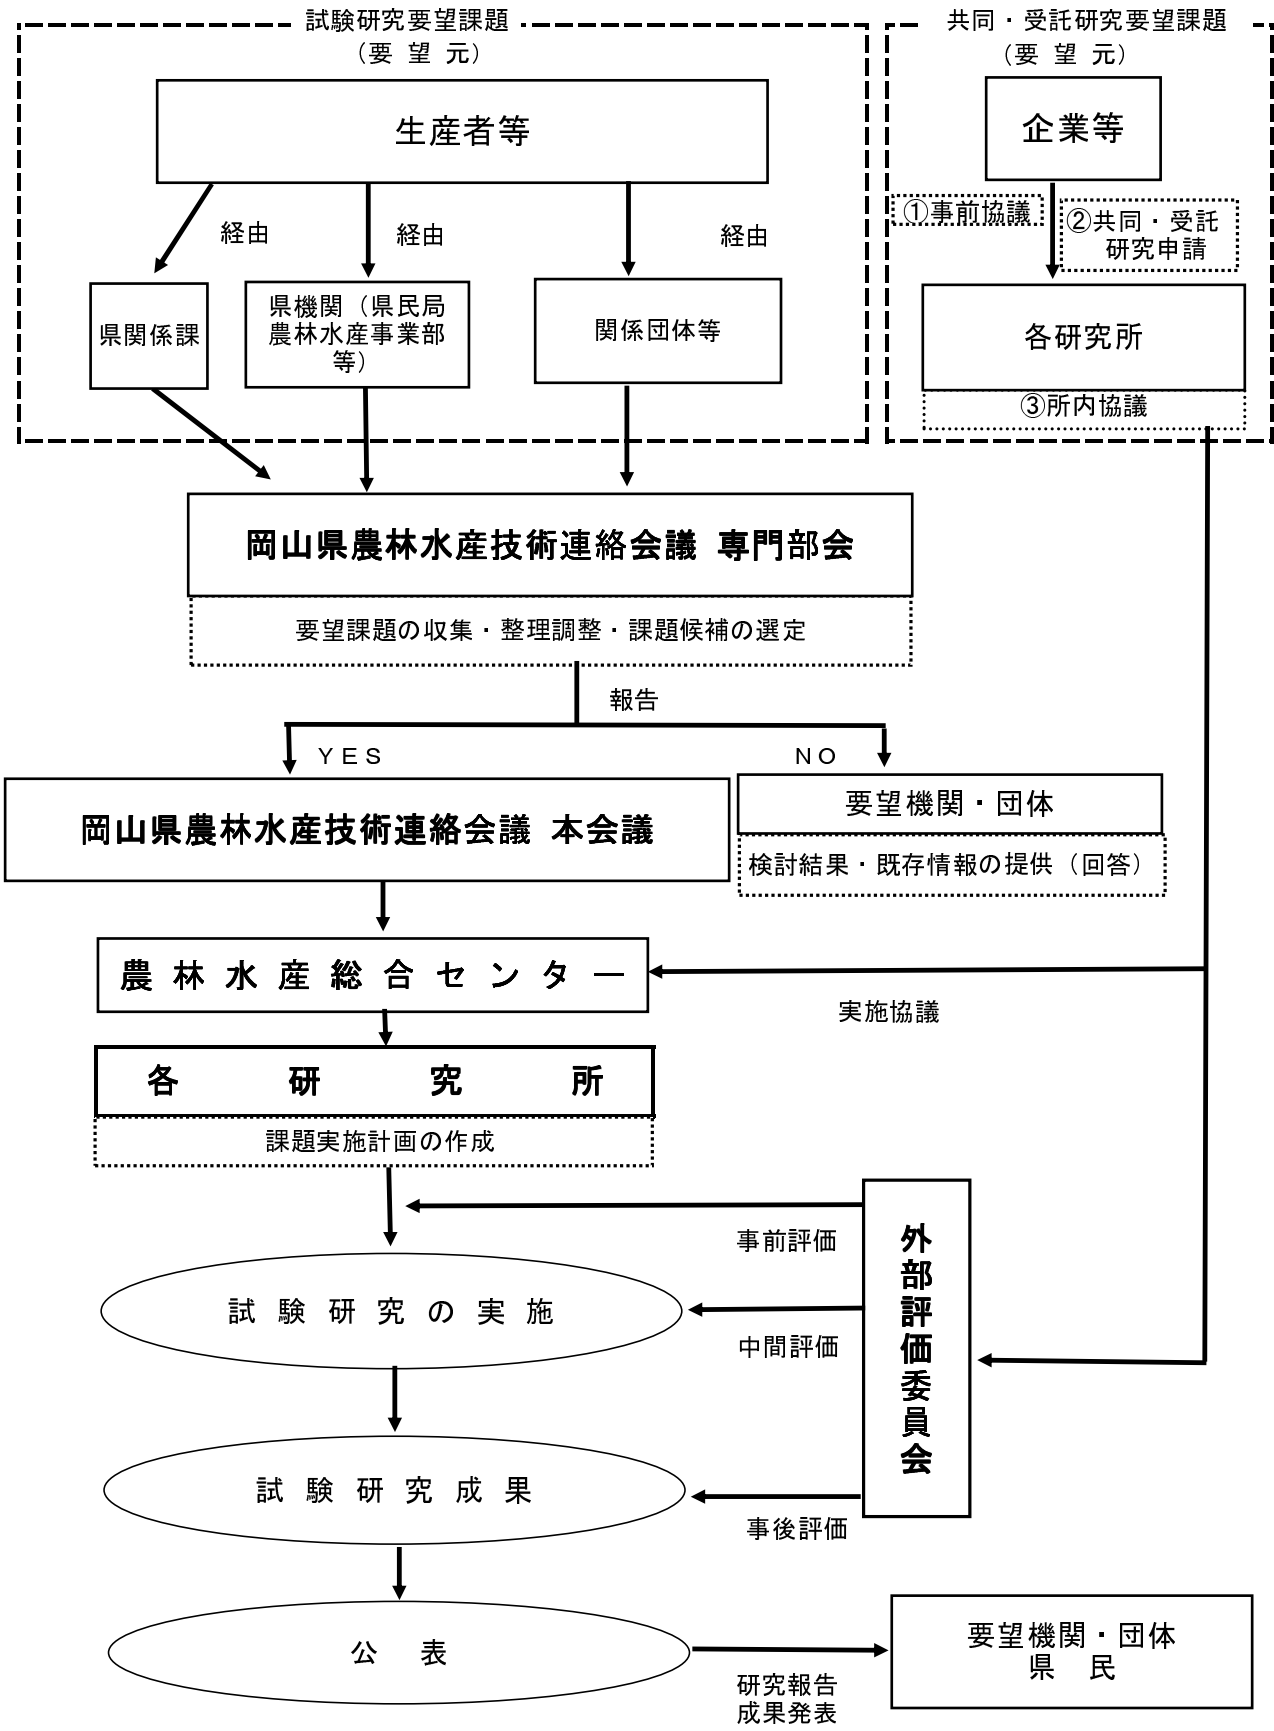 試験研究要望課題
（要 望 元）
生産者等
経由
経由
経由
県関係課
県機関（県民局
農林水産事業部
等）
関係団体等
共同・受託研究要望課題
（要 望 元）
企業等
①事前協議
②共同・受託
研究申請
各研究所
③所内協議
岡山県農林水産技術連絡会議 専門部会
要望課題の収集・整理調整・課題候補の選定
報告
YES
NO
岡山県農林水産技術連絡会議 本会議
要望機関・団体
検討結果・既存情報の提供（回答）
農 林 水 産 総 合 セ ン タ ー
実施協議
各 研 究 所
課題実施計画の作成
外部評価委員会
事前評価
試 験 研 究 の 実 施
中間評価
試 験 研 究 成 果
事後評価
公 表
要望機関・団体
県 民
研究報告
成果発表